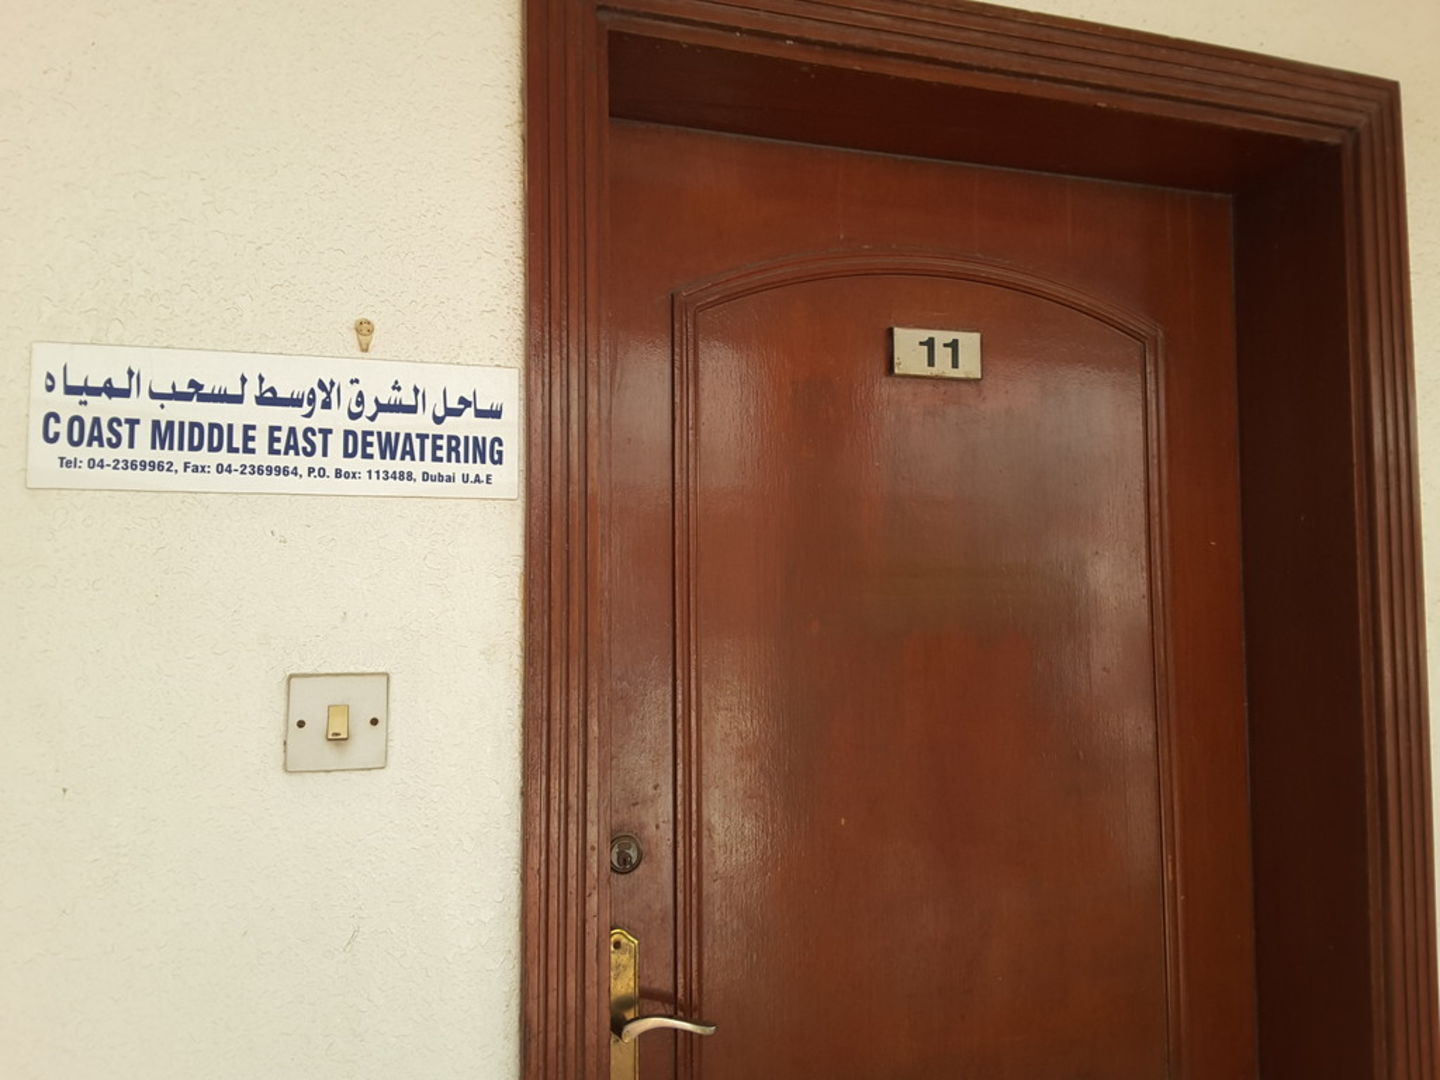 ساحل الشرق الاوسط لسحب المياه
COAST MIDDLE EAST DEWATERING
Tel: 04-2369962, Fax: 04-2369964, P.O. Box: 113488, Dubai U.A-E
11